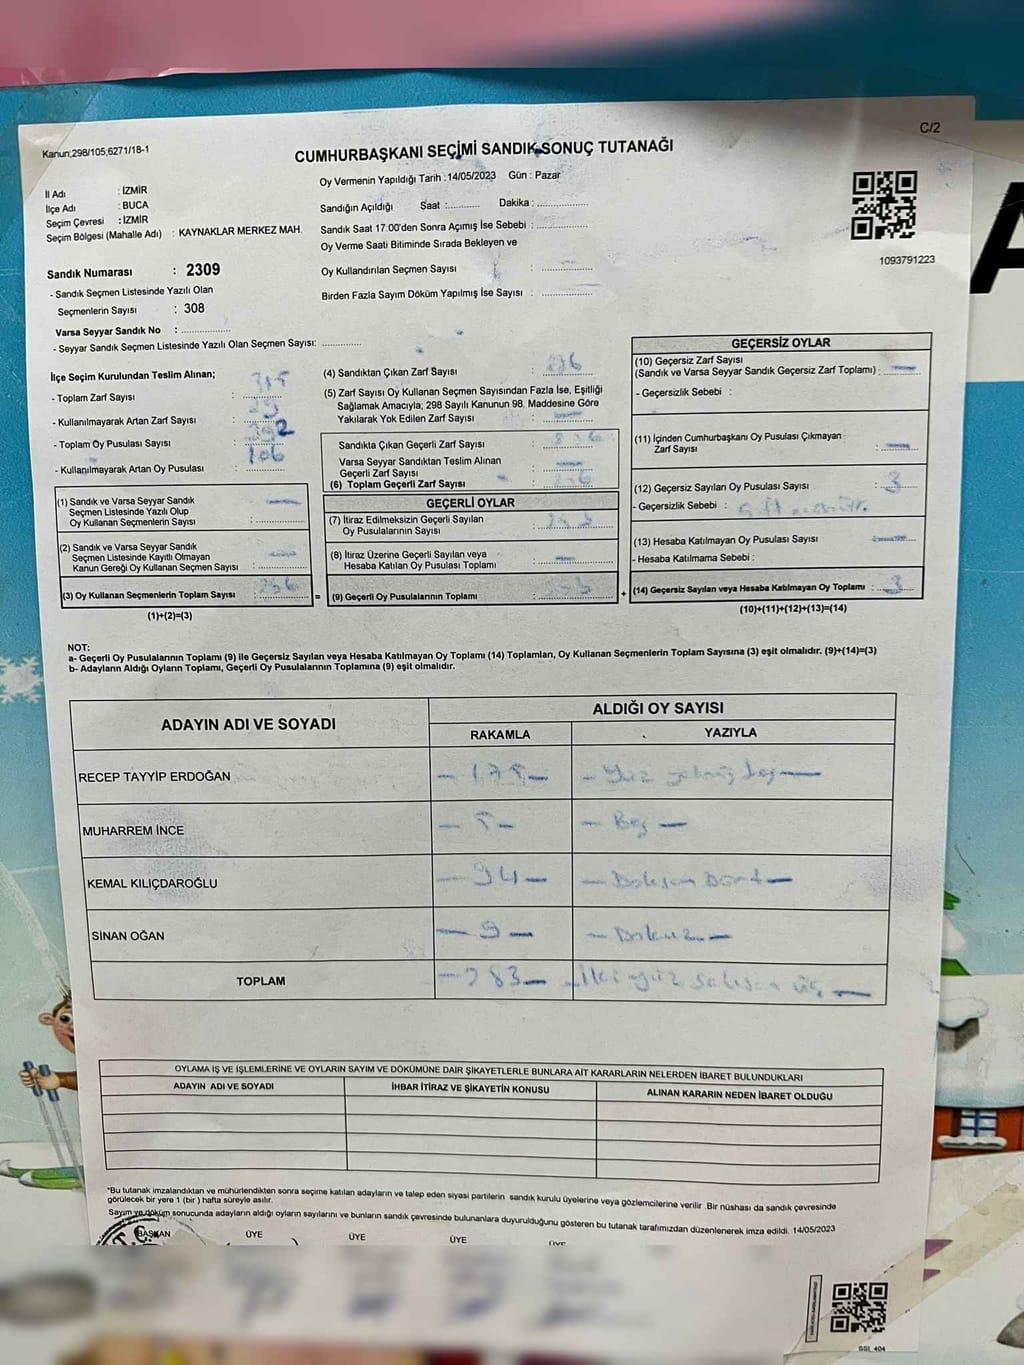 C/2
Kanun;298/105,6271/18-1
CUMHURBAŞKANI SEÇİMİ SANDIK SONUÇ TUTANAĞI
İl Adı : İZMİR
İlçe Adı : BUCA
Seçim Çevresi : İZMİR
Seçim Bölgesi (Mahalle Adı) : KAYNAKLAR MERKEZ MAH.
Sandık Numarası : 2309
- Sandık Seçmen Listesinde Yazılı Olan
Seçmenlerin Sayısı : 308
Varsa Seyyar Sandık No :
- Seyyar Sandık Seçmen Listesinde Yazılı Olan Seçmen Sayısı:
Oy Vermenin Yapıldığı Tarih :14/05/2023 Gün : Pazar
Sandığın Açıldığı Saat : Dakika :
Sandık Saat 17:00'den Sonra Açımış İse Sebebi :
Oy Verme Saati Bitiminde Sırada Bekleyen ve
Oy Kullandırılan Seçmen Sayısı :
Birden Fazla Sayım Döküm Yapılmış İse Sayısı :
1093791223
İlçe Seçim Kurulundan Teslim Alınan;
- Toplam Zarf Sayısı :
- Kullanılmayarak Artan Zarf Sayısı :
- Toplam Oy Pusulası Sayısı : 392
- Kullanılmayarak Artan Oy Pusulası : 106
(1) Sandık ve Varsa Seyyar Sandık
Seçmen Listesinde Yazılı Olup
Oy Kullanan Seçmenlerin Sayısı :
(2) Sandık ve Varsa Seyyar Sandık
Seçmen Listesinde Kayıtlı Olmayan
Kanun Gereği Oy Kullanan Seçmen Sayısı :
(3) Oy Kullanan Seçmenlerin Toplam Sayısı : =
(1)+(2)=(3)
(4) Sandıktan Çıkan Zarf Sayısı :
(5) Zarf Sayısı Oy Kullanan Seçmen Sayısından Fazla İse, Eşitliği
Sağlamak Amacıyla; 298 Sayılı Kanunun 98. Maddesine Göre
Yakılarak Yok Edilen Zarf Sayısı :
Sandıkta Çıkan Geçerli Zarf Sayısı :
Varsa Seyyar Sandıktan Teslim Alınan
Geçerli Zarf Sayısı :
(6) Toplam Geçerli Zarf Sayısı :
GEÇERLİ OYLAR
(7) İtiraz Edilmeksizin Geçerli Sayılan
Oy Pusulalarının Sayısı :
(8) İtiraz Üzerine Geçerli Sayılan veya
Hesaba Katılan Oy Pusulası Toplamı :
(9) Geçerli Oy Pusulalarının Toplamı : +
GEÇERSİZ OYLAR
(10) Geçersiz Zarf Sayısı
(Sandık ve Varsa Seyyar Sandık Geçersiz Zarf Toplamı) :
- Geçersizlik Sebebi :
(11) İçinden Cumhurbaşkanı Oy Pusulası Çıkmayan
Zarf Sayısı :
(12) Geçersiz Sayılan Oy Pusulası Sayısı : 3
- Geçersizlik Sebebi :
(13) Hesaba Katılmayan Oy Pusulası Sayısı :
- Hesaba Katılmama Sebebi :
(14) Geçersiz Sayılan veya Hesaba Katılmayan Oy Toplamı : 3
(10)+(11)+(12)+(13)=(14)
NOT:
a- Geçerli Oy Pusulalarının Toplamı (9) ile Geçersiz Sayılan veya Hesaba Katılmayan Oy Toplamı (14) Toplamları, Oy Kullanan Seçmenlerin Toplam Sayısına (3) eşit olmalıdır. (9)+(14)=(3)
b- Adayların Aldığı Oyların Toplamı, Geçerli Oy Pusulalarının Toplamına (9) eşit olmalıdır.
ADAYIN ADI VE SOYADI
ALDIĞI OY SAYISI
RAKAMLA YAZIYLA
RECEP TAYYİP ERDOĞAN - 175 - - Yüz yetmiş beş -
MUHARREM İNCE - 5 - - Beş -
KEMAL KILIÇDAROĞLU - 94 - - Doksan Dört -
SİNAN OĞAN - 9 - - Dokuz -
TOPLAM - 283 - - İki yüz seksen üç -
OYLAMA İŞ VE İŞLEMLERİNE VE OYLARIN SAYIM VE DÖKÜMÜNE DAİR ŞİKAYETLERLE BUNLARA AİT KARARLARIN NELERDEN İBARET BULUNDUKLARI
ADAYIN ADI VE SOYADI İHBAR İTİRAZ VE ŞİKAYETİN KONUSU ALINAN KARARIN NEDEN İBARET OLDUĞU
*Bu tutanak imzalandıktan ve mühürlendikten sonra seçime katılan adayların ve talep eden siyasi partilerin sandık kurulu üyelerine veya gözlemcilerine verilir. Bir nüshası da sandık çevresinde
görülecek bir yere 1 (bir ) hafta süreyle asılır.
Sayım ve döküm sonucunda adayların aldığı oyların sayılarını ve bunların sandık çevresinde bulunanlara duyurulduğunu gösteren bu tutanak tarafımızdan düzenlenerek imza edildi. 14/05/2023
BAŞKAN ÜYE ÜYE ÜYE ÜYE